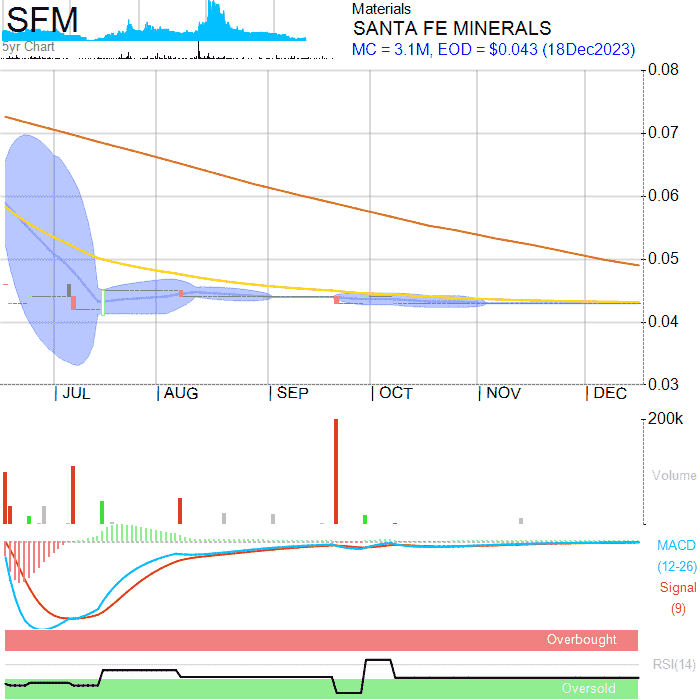 SFM
5yr Chart
Materials
SANTA FE MINERALS
MC = 3.1M, EOD = $0.043 (18Dec2023)
0.08
0.07
0.06
0.05
0.04
0.03
JUL AUG SEP OCT NOV DEC
200k
Volume
MACD
(12-26)
Signal
(9)
Overbought
RSI(14)
Oversold